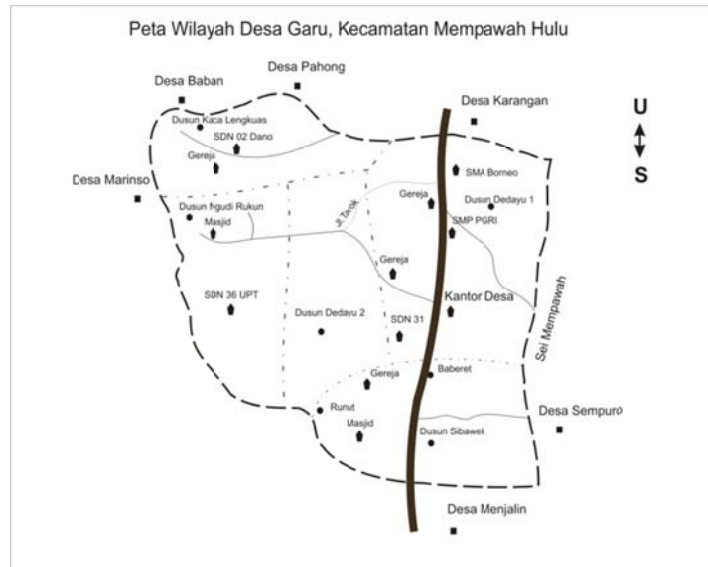 Peta Wilayah Desa Garu, Kecamatan Mempawah Hulu
Desa Pahong
Desa Baban
Desa Karangan
U
S
Dusun Kaca Lengkuas
SDN 02 Dano
Gereja
SMA Borneo
Desa Marinso
Gereja
Dusun Dedayu 1
Dusun Ngudi Rukun
Masjid
Jl. Tarok
SMP PGRI
Gereja
SDN 36 UPT
Kantor Desa
Sei Mempawah
Dusun Dedayu 2
SDN 31
Gereja
Baberet
Runut
Masjid
Desa Sempuro
Dusun Sibawek
Desa Menjalin